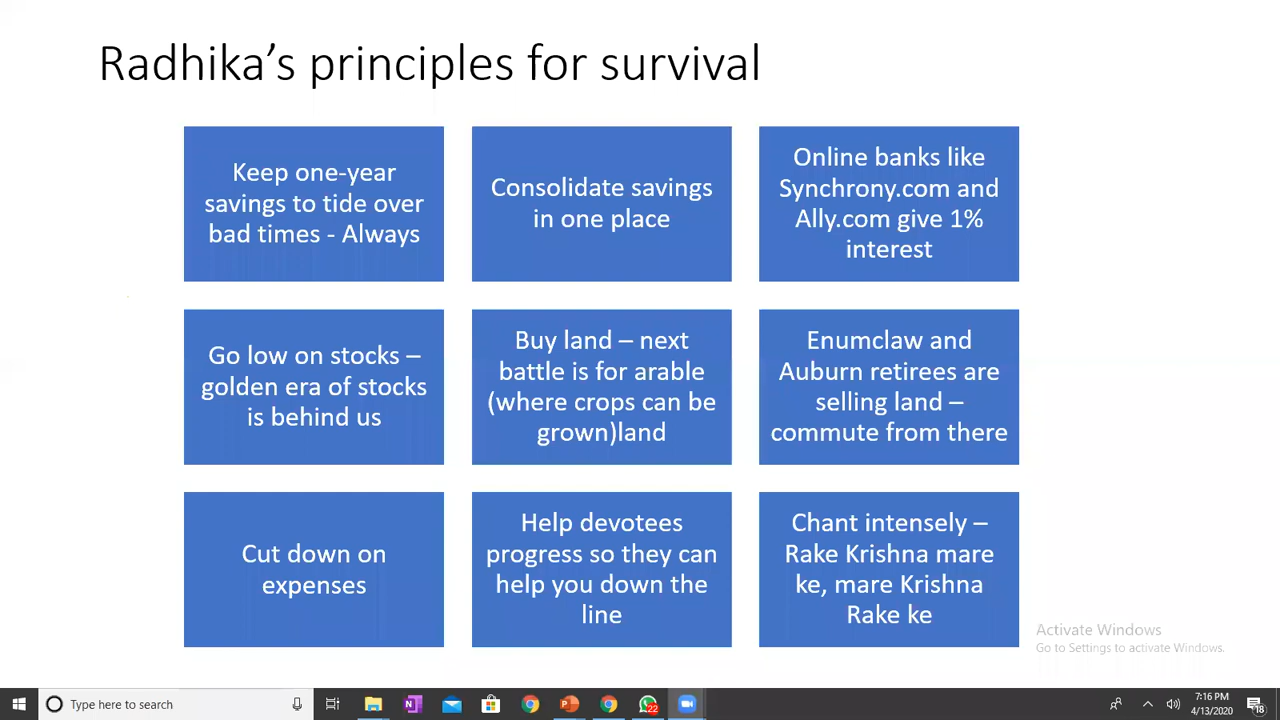 Radhika’s principles for survival
Keep one-year
savings to tide over
bad times - Always
Consolidate savings
in one place
Online banks like
Synchrony.com and
Ally.com give 1%
interest
Go low on stocks –
golden era of stocks
is behind us
Buy land – next
battle is for arable
(where crops can be
grown)land
Enumclaw and
Auburn retirees are
selling land –
commute from there
Cut down on
expenses
Help devotees
progress so they can
help you down the
line
Chant intensely –
Rake Krishna mare
ke, mare Krishna
Rake ke
Activate Windows
Go to Settings to activate Windows.
Type here to search
22
7:16 PM
4/13/2020
18